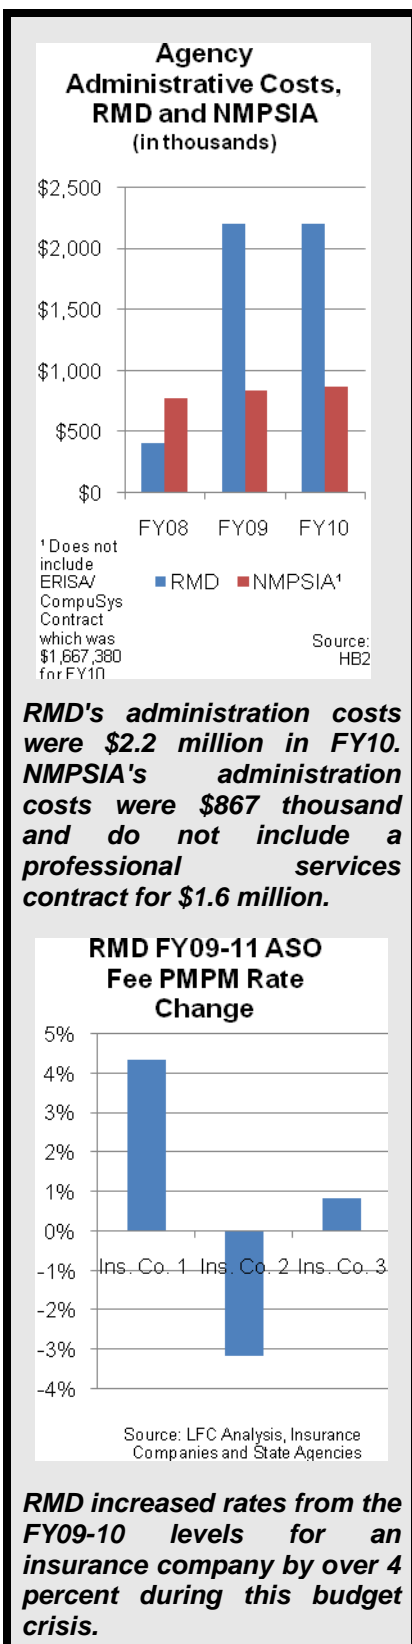 Agency
Administrative Costs,
RMD and NMPSIA
(in thousands)
$2,500
$2,000
$1,500
$1,000
$500
$0
FY08 FY09 FY10
¹ Does not
include
ERISA/
CompuSys
Contract
which was
$1,667,380
for FY10
RMD NMPSIA¹
Source:
HB2
RMD's administration costs
were $2.2 million in FY10.
NMPSIA's administration
costs were $867 thousand
and do not include a
professional services
contract for $1.6 million.
RMD FY09-11 ASO
Fee PMPM Rate
Change
5%
4%
3%
2%
1%
0%
-1%
-2%
-3%
-4%
Ins. Co. 1 Ins. Co. 2 Ins. Co. 3
Source: LFC Analysis, Insurance
Companies and State Agencies
RMD increased rates from the
FY09-10 levels for an
insurance company by over 4
percent during this budget
crisis.